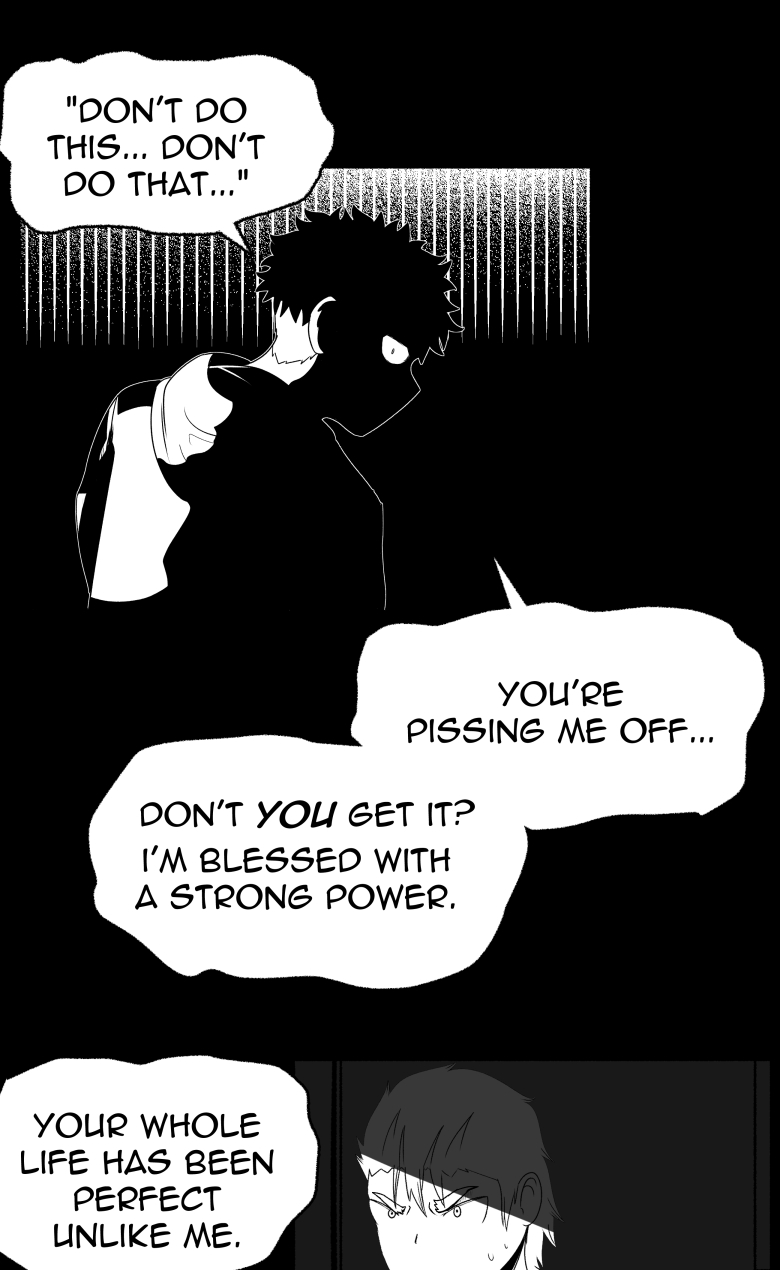 "DON'T DO
THIS... DON'T
DO THAT..."
YOU'RE
PISSING ME OFF...
DON'T YOU GET IT?
I'M BLESSED WITH
A STRONG POWER.
YOUR WHOLE
LIFE HAS BEEN
PERFECT
UNLIKE ME.